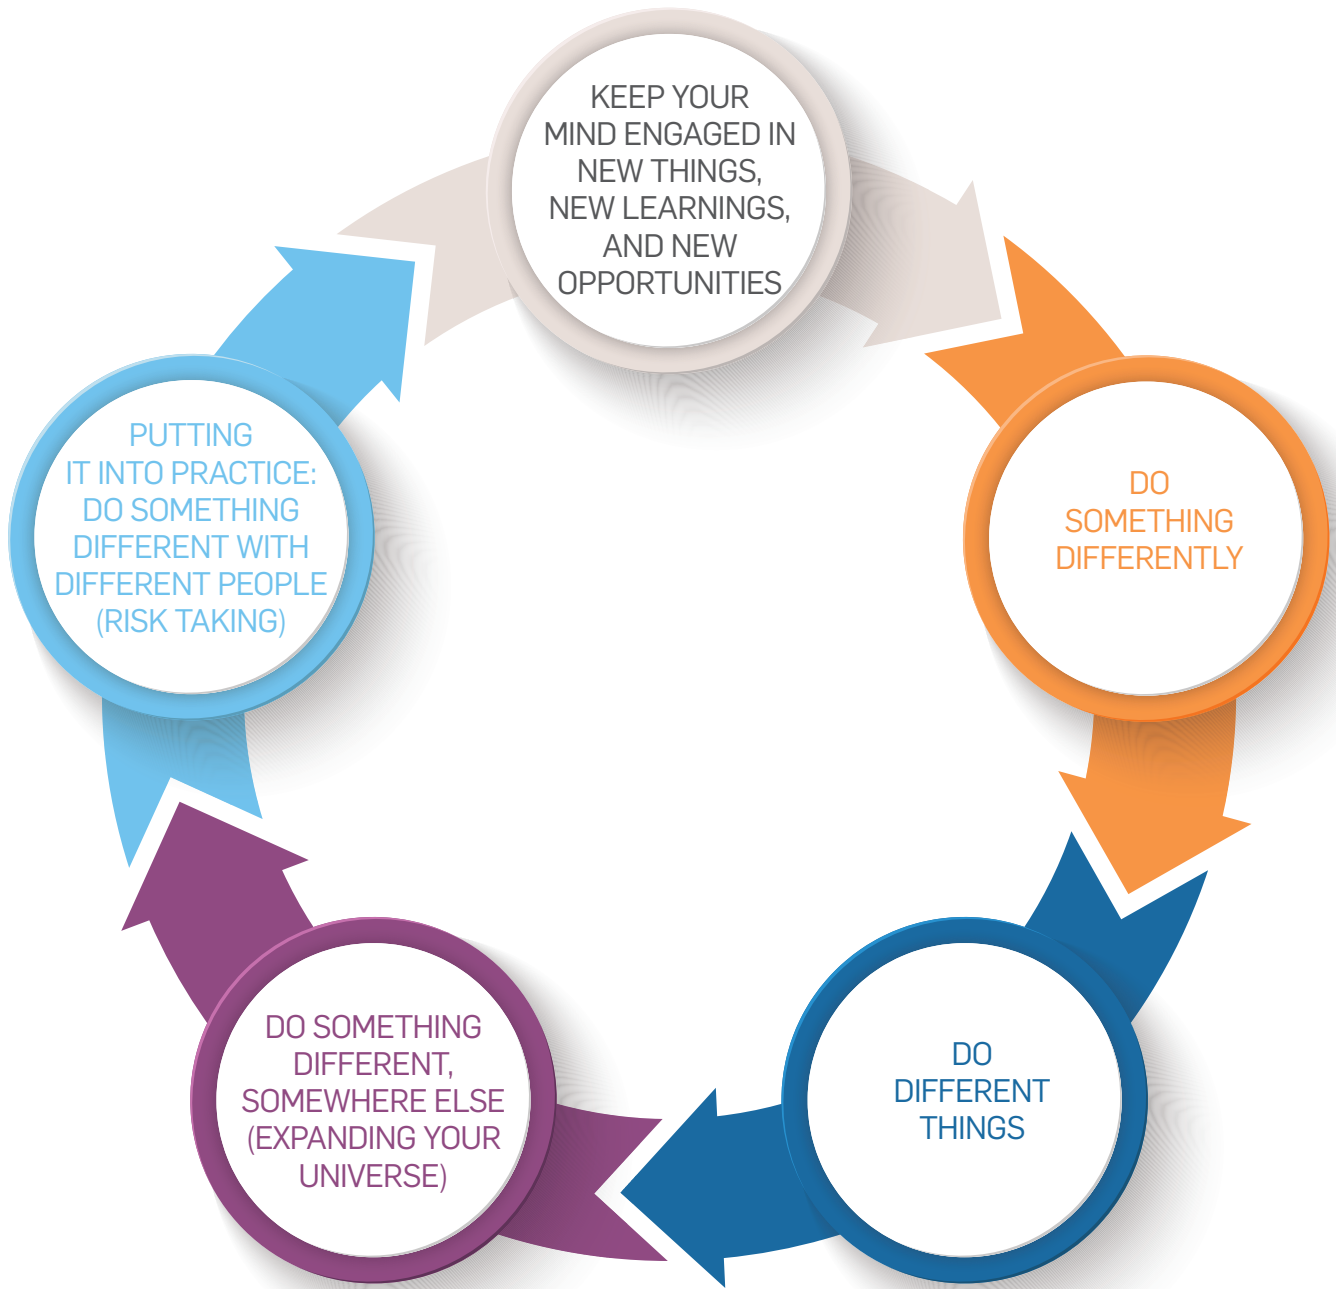 KEEP YOUR
MIND ENGAGED IN
NEW THINGS,
NEW LEARNINGS,
AND NEW
OPPORTUNITIES
DO
SOMETHING
DIFFERENTLY
DO
DIFFERENT
THINGS
DO SOMETHING
DIFFERENT,
SOMEWHERE ELSE
(EXPANDING YOUR
UNIVERSE)
PUTTING
IT INTO PRACTICE:
DO SOMETHING
DIFFERENT WITH
DIFFERENT PEOPLE
(RISK TAKING)